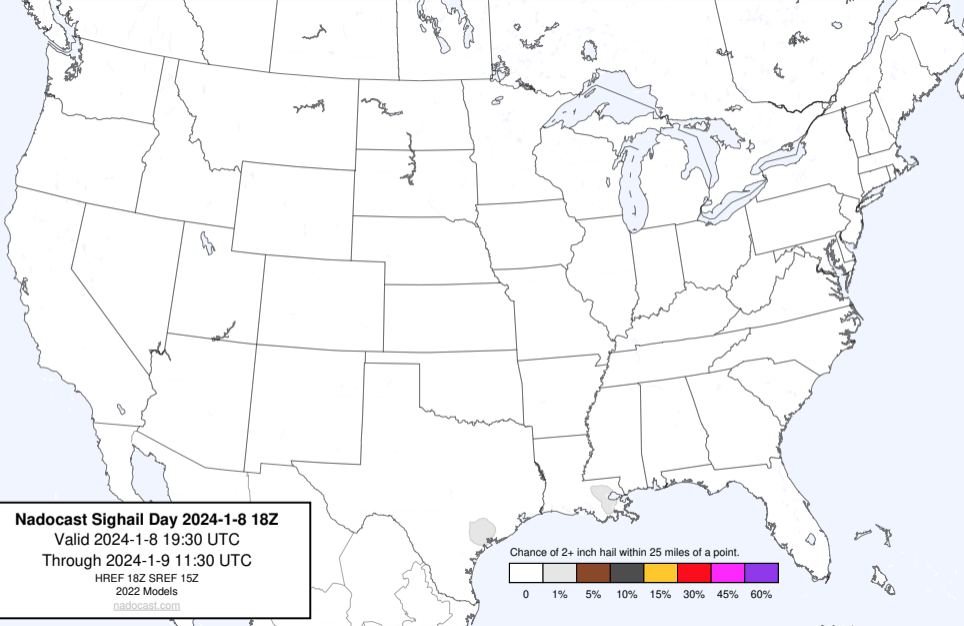 Nadocast Sighail Day 2024-1-8 18Z
Valid 2024-1-8 19:30 UTC
Through 2024-1-9 11:30 UTC
HREF 18Z SREF 15Z
2022 Models
nadocast.com
Chance of 2+ inch hail within 25 miles of a point.
0 1% 5% 10% 15% 30% 45% 60%